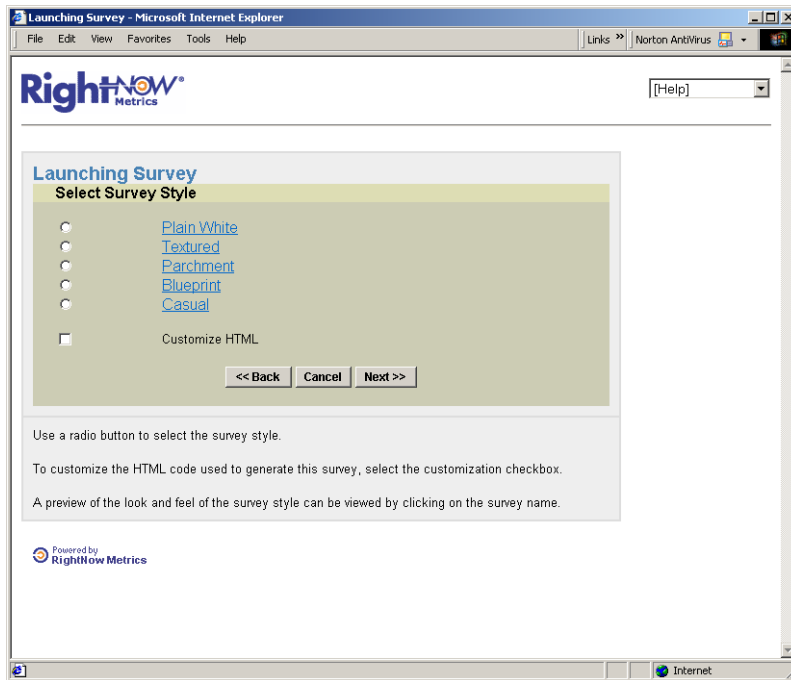 Launching Survey - Microsoft Internet Explorer
File Edit View Favorites Tools Help Links » Norton AntiVirus
RightNOW®
Metrics
[Help]
Launching Survey
Select Survey Style
Plain White
Textured
Parchment
Blueprint
Casual
Customize HTML
<< Back Cancel Next >>
Use a radio button to select the survey style.
To customize the HTML code used to generate this survey, select the customization checkbox.
A preview of the look and feel of the survey style can be viewed by clicking on the survey name.
Powered by
RightNow Metrics
Internet